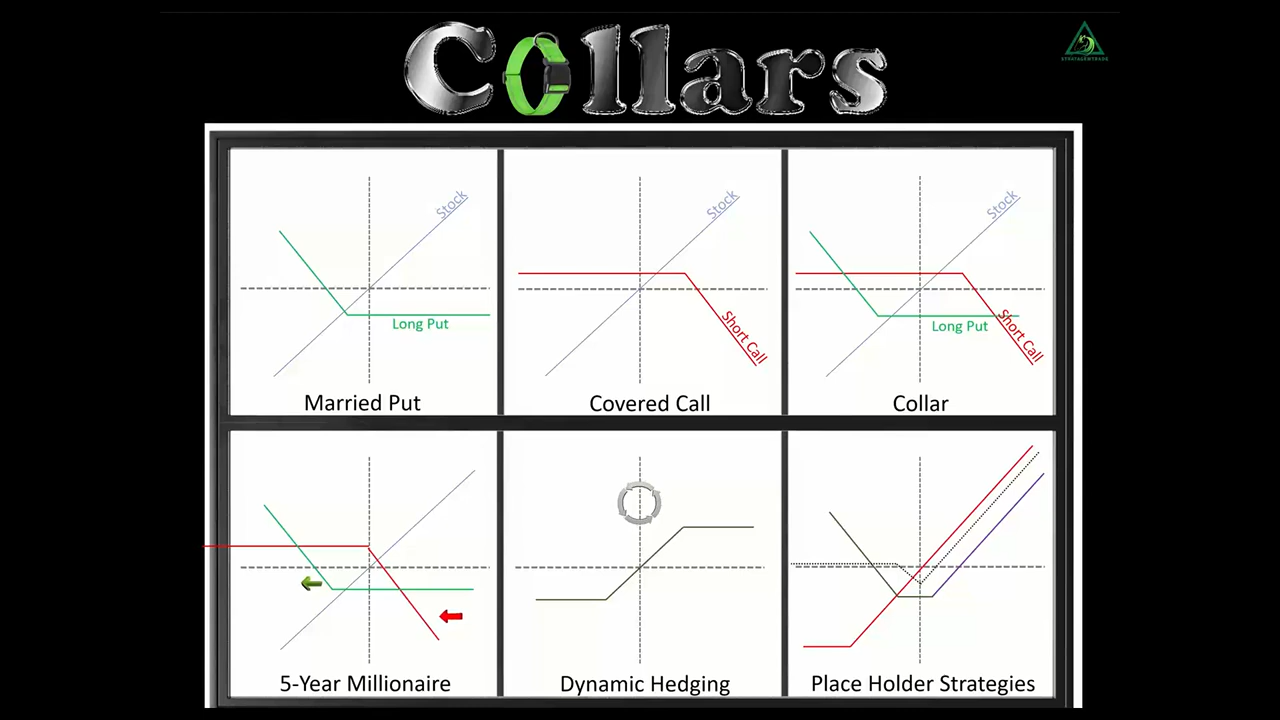 Collars
STRATAGEMTRADE
Stock
Long Put
Married Put
Stock
Short Call
Covered Call
Stock
Long Put
Short Call
Collar
5-Year Millionaire
Dynamic Hedging
Place Holder Strategies